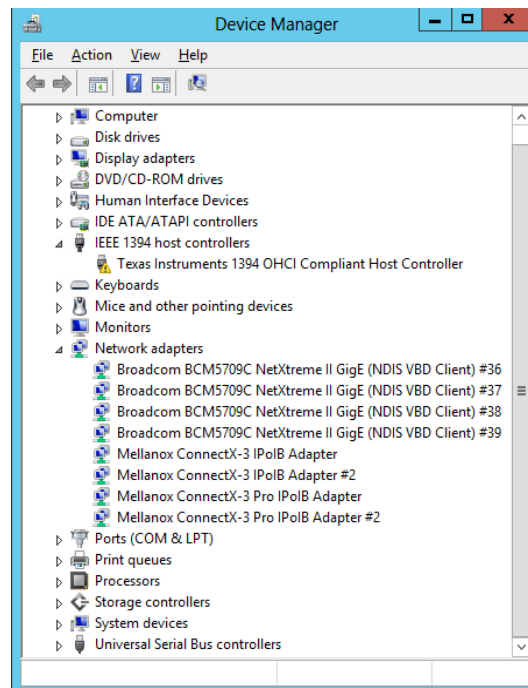 Device Manager
File Action View Help
Computer
Disk drives
Display adapters
DVD/CD-ROM drives
Human Interface Devices
IDE ATA/ATAPI controllers
IEEE 1394 host controllers
Texas Instruments 1394 OHCI Compliant Host Controller
Keyboards
Mice and other pointing devices
Monitors
Network adapters
Broadcom BCM5709C NetXtreme II GigE (NDIS VBD Client) #36
Broadcom BCM5709C NetXtreme II GigE (NDIS VBD Client) #37
Broadcom BCM5709C NetXtreme II GigE (NDIS VBD Client) #38
Broadcom BCM5709C NetXtreme II GigE (NDIS VBD Client) #39
Mellanox ConnectX-3 IPoIB Adapter
Mellanox ConnectX-3 IPoIB Adapter #2
Mellanox ConnectX-3 Pro IPoIB Adapter
Mellanox ConnectX-3 Pro IPoIB Adapter #2
Ports (COM & LPT)
Print queues
Processors
Storage controllers
System devices
Universal Serial Bus controllers